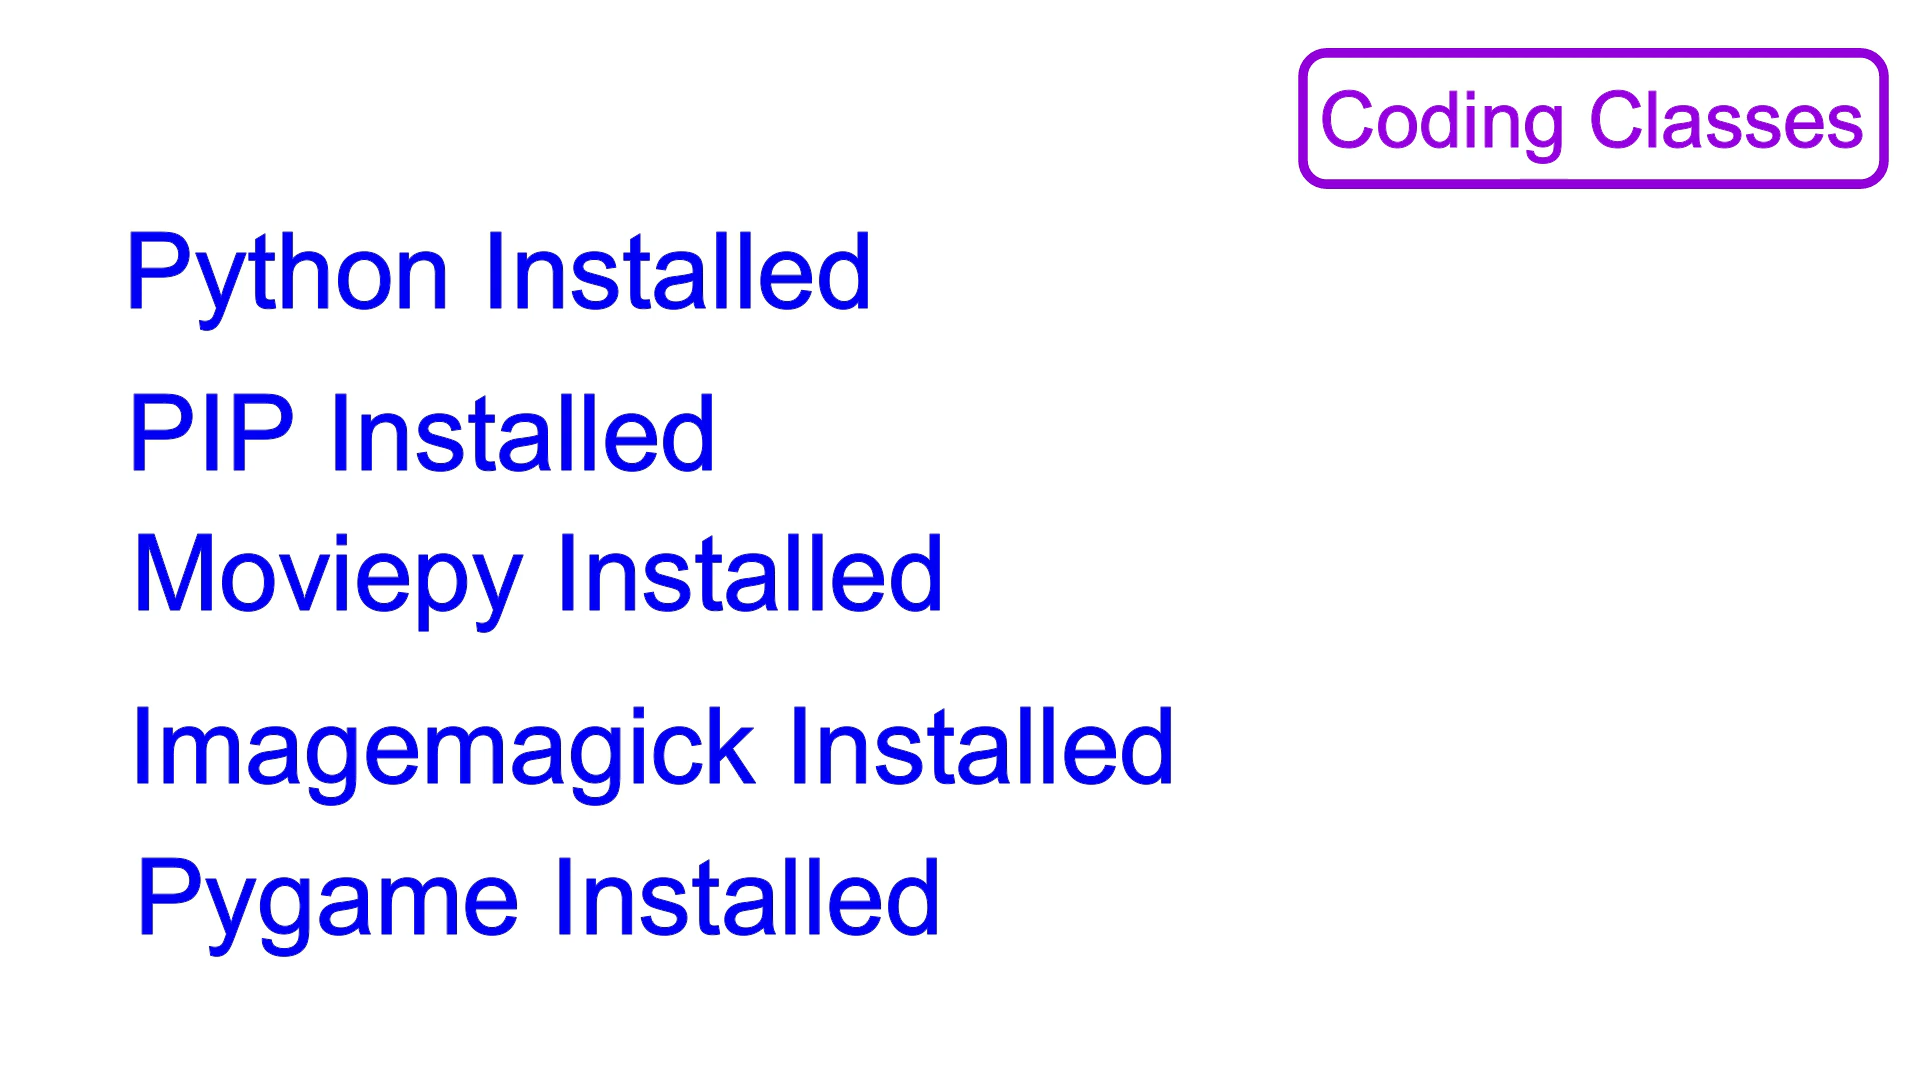 Coding Classes
Python Installed
PIP Installed
Moviepy Installed
Imagemagick Installed
Pygame Installed